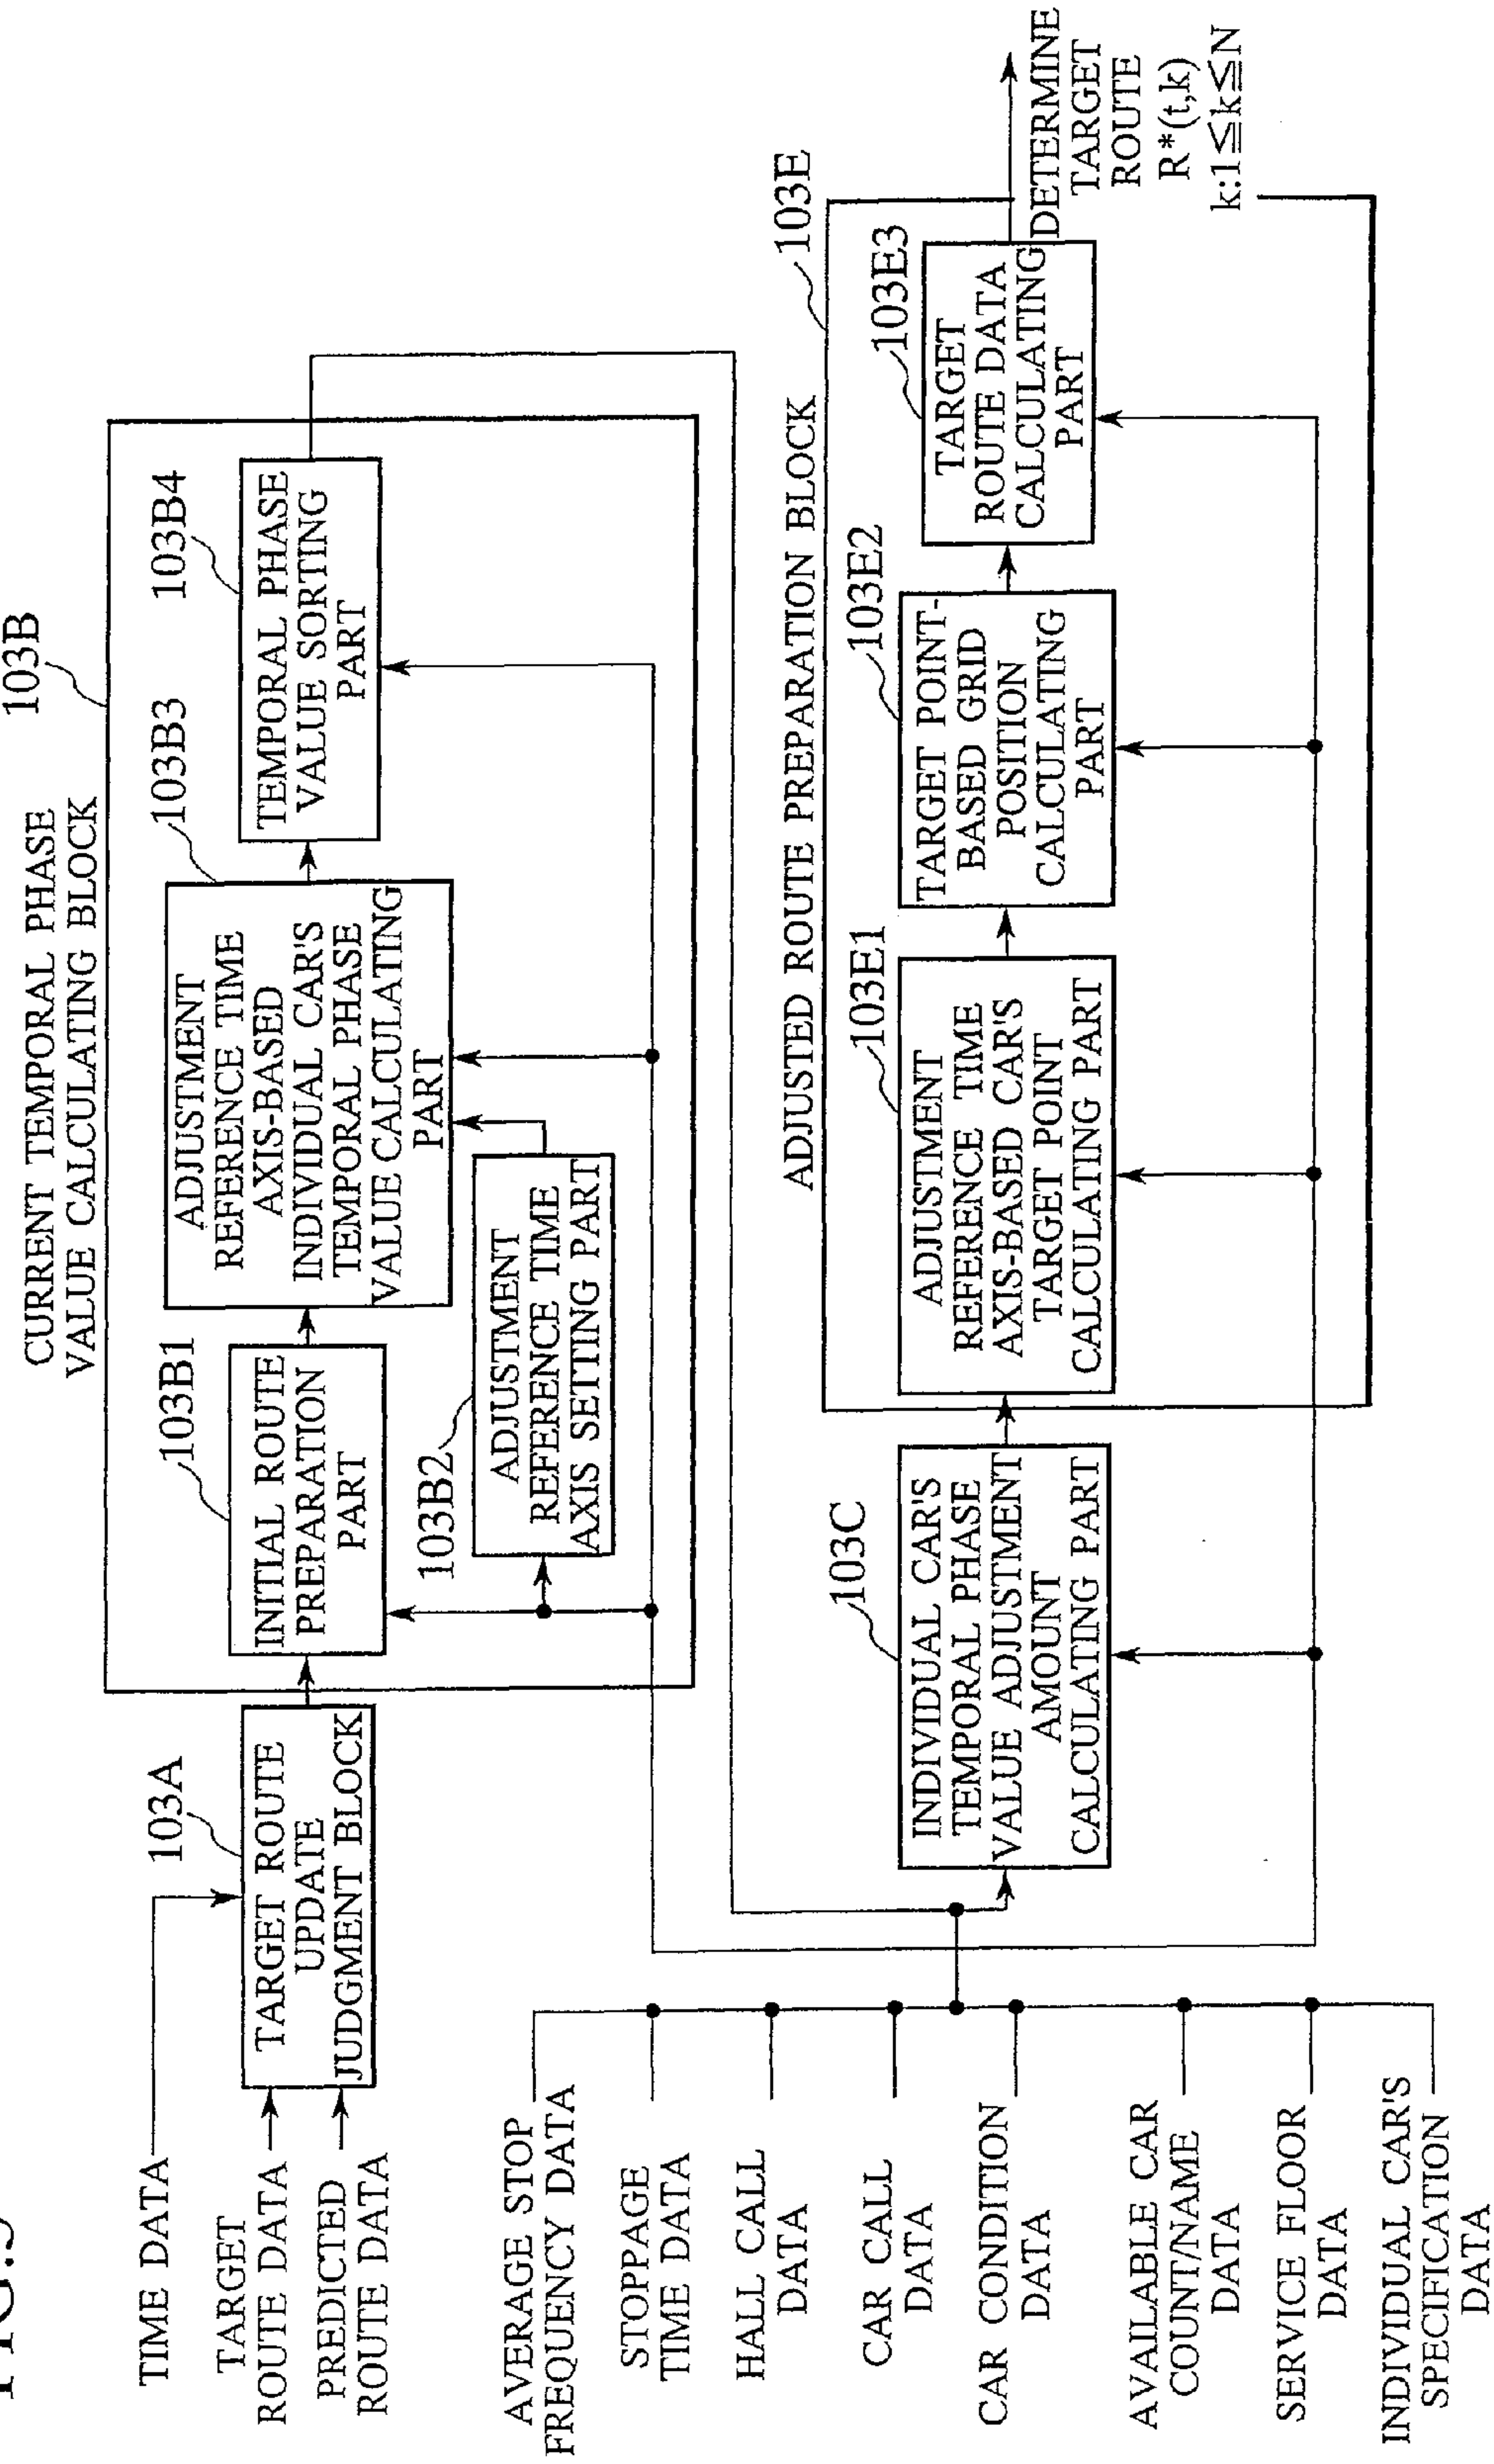 CURRENT TEMPORAL PHASE
VALUE CALCULATING BLOCK
103B
TIME DATA
TARGET
ROUTE DATA
PREDICTED
ROUTE DATA
103A
TARGET ROUTE
UPDATE
JUDGMENT BLOCK
103B1
INITIAL ROUTE
PREPARATION
PART
103B2
ADJUSTMENT
REFERENCE TIME
AXIS SETTING PART
103B3
ADJUSTMENT
REFERENCE TIME
AXIS-BASED
INDIVIDUAL CAR'S
TEMPORAL PHASE
VALUE CALCULATING
PART
103B4
TEMPORAL PHASE
VALUE SORTING
PART
AVERAGE STOP
FREQUENCY DATA
STOPPAGE
TIME DATA
HALL CALL
DATA
CAR CALL
DATA
CAR CONDITION
DATA
AVAILABLE CAR
COUNT/NAME
DATA
SERVICE FLOOR
DATA
INDIVIDUAL CAR'S
SPECIFICATION
DATA
103C
INDIVIDUAL CAR'S
TEMPORAL PHASE
VALUE ADJUSTMENT
AMOUNT
CALCULATING PART
ADJUSTED ROUTE PREPARATION BLOCK
103E
103E1
ADJUSTMENT
REFERENCE TIME
AXIS-BASED CAR'S
TARGET POINT
CALCULATING PART
103E2
TARGET POINT-
BASED GRID
POSITION
CALCULATING
PART
103E3
TARGET
ROUTE DATA
CALCULATING
PART
DETERMINE
TARGET
ROUTE
R*(t,k)
k:1≦k≦N